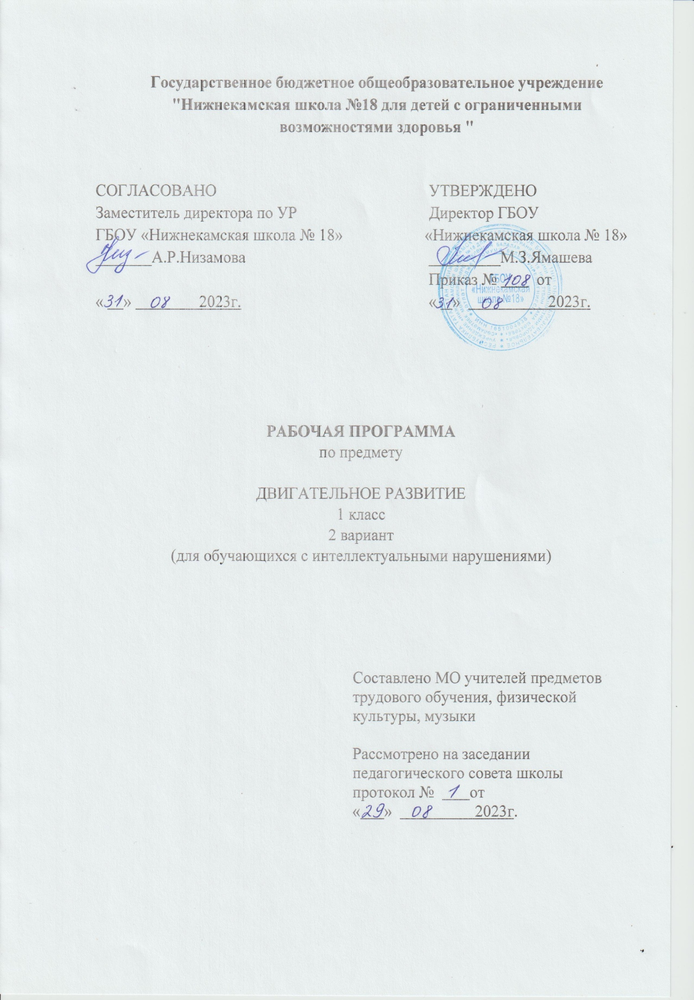 Государственное бюджетное общеобразовательное учреждение
"Нижнекамская школа №18 для детей с ограниченными
возможностями здоровья "
СОГЛАСОВАНО
Заместитель директора по УР
ГБОУ «Нижнекамская школа № 18»
А.Р.Низамова
«31» 08 2023г.
УТВЕРЖДЕНО
Директор ГБОУ
«Нижнекамская школа № 18»
М.З.Ямашева
Приказ № 108 от
«31» 08 2023г.
ГБОУ
«Нижнекамская
школа №18»
ИНН 1651004838
РАБОЧАЯ ПРОГРАММА
по предмету
ДВИГАТЕЛЬНОЕ РАЗВИТИЕ
1 класс
2 вариант
(для обучающихся с интеллектуальными нарушениями)
Составлено МО учителей предметов
трудового обучения, физической
культуры, музыки
Рассмотрено на заседании
педагогического совета школы
протокол № 1 от
«29» 08 2023г.